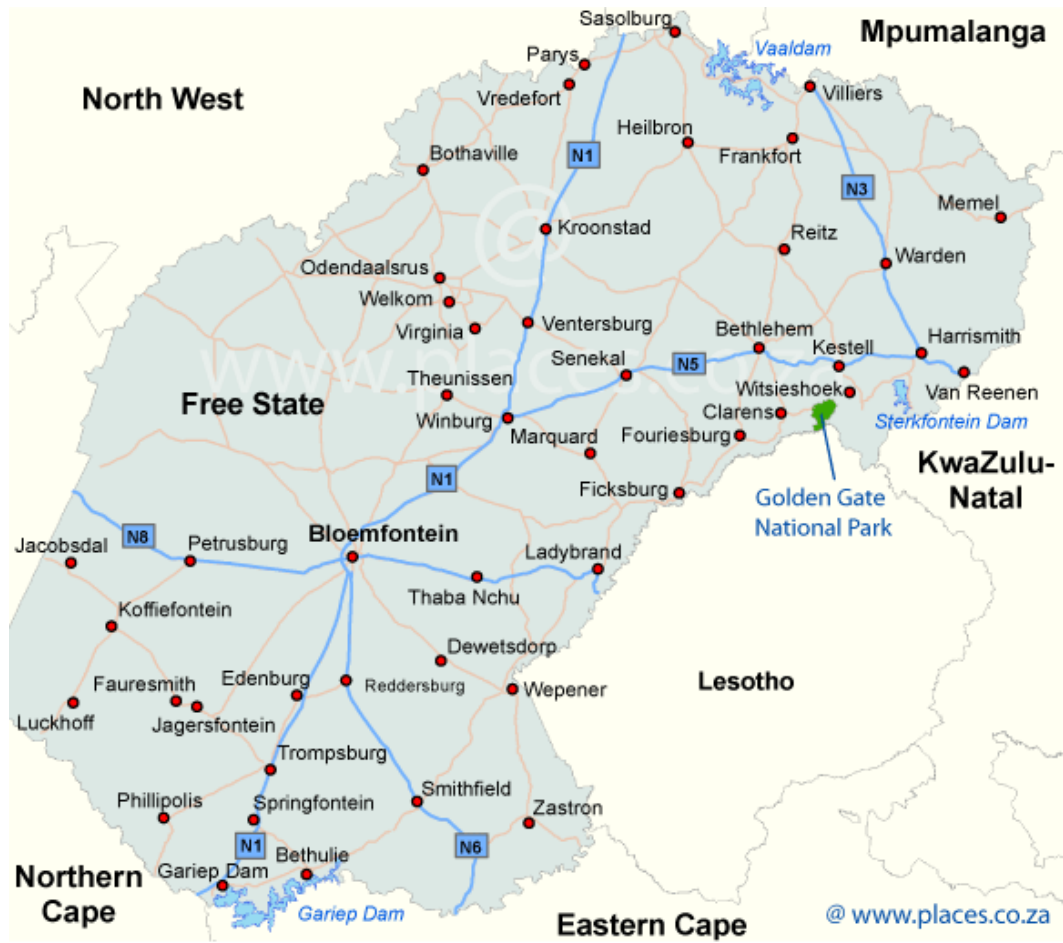 Sasolburg
Mpumalanga
Vaaldam
Parys
North West
Vredefort
Villiers
Heilbron
Frankfort
Bothaville
N1
N3
Memel
@
Kroonstad
Reitz
Warden
Odendaalsrus
Welkom
Virginia
Ventersburg
Bethlehem
Harrismith
www.places.co.za
Senekal
N5
Kestell
Theunissen
Witsieshoek
Van Reenen
Free State
Winburg
Clarens
Sterkfontein Dam
Marquard
Fouriesburg
KwaZulu-
Natal
N1
Ficksburg
Golden Gate
National Park
N8
Bloemfontein
Jacobsdal
Petrusburg
Ladybrand
Thaba Nchu
Koffiefontein
Dewetsdorp
Fauresmith
Edenburg
Reddersburg
Wepener
Lesotho
Luckhoff
Jagersfontein
Trompsburg
Phillipolis
Springfontein
Smithfield
Zastron
N1
N6
Northern
Cape
Gariep Dam
Bethulie
Gariep Dam
Eastern Cape
@ www.places.co.za